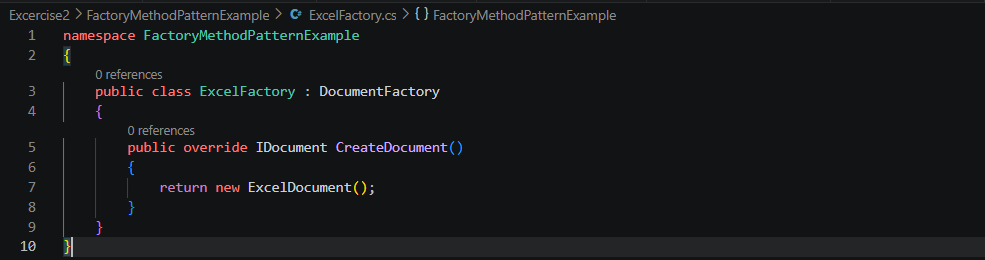 Excercise2 > FactoryMethodPatternExample > C# ExcelFactory.cs > {} FactoryMethodPatternExample
1 namespace FactoryMethodPatternExample
2 {
0 references
3 public class ExcelFactory : DocumentFactory
4 {
0 references
5 public override IDocument CreateDocument()
6 {
7 return new ExcelDocument();
8 }
9 }
10 }